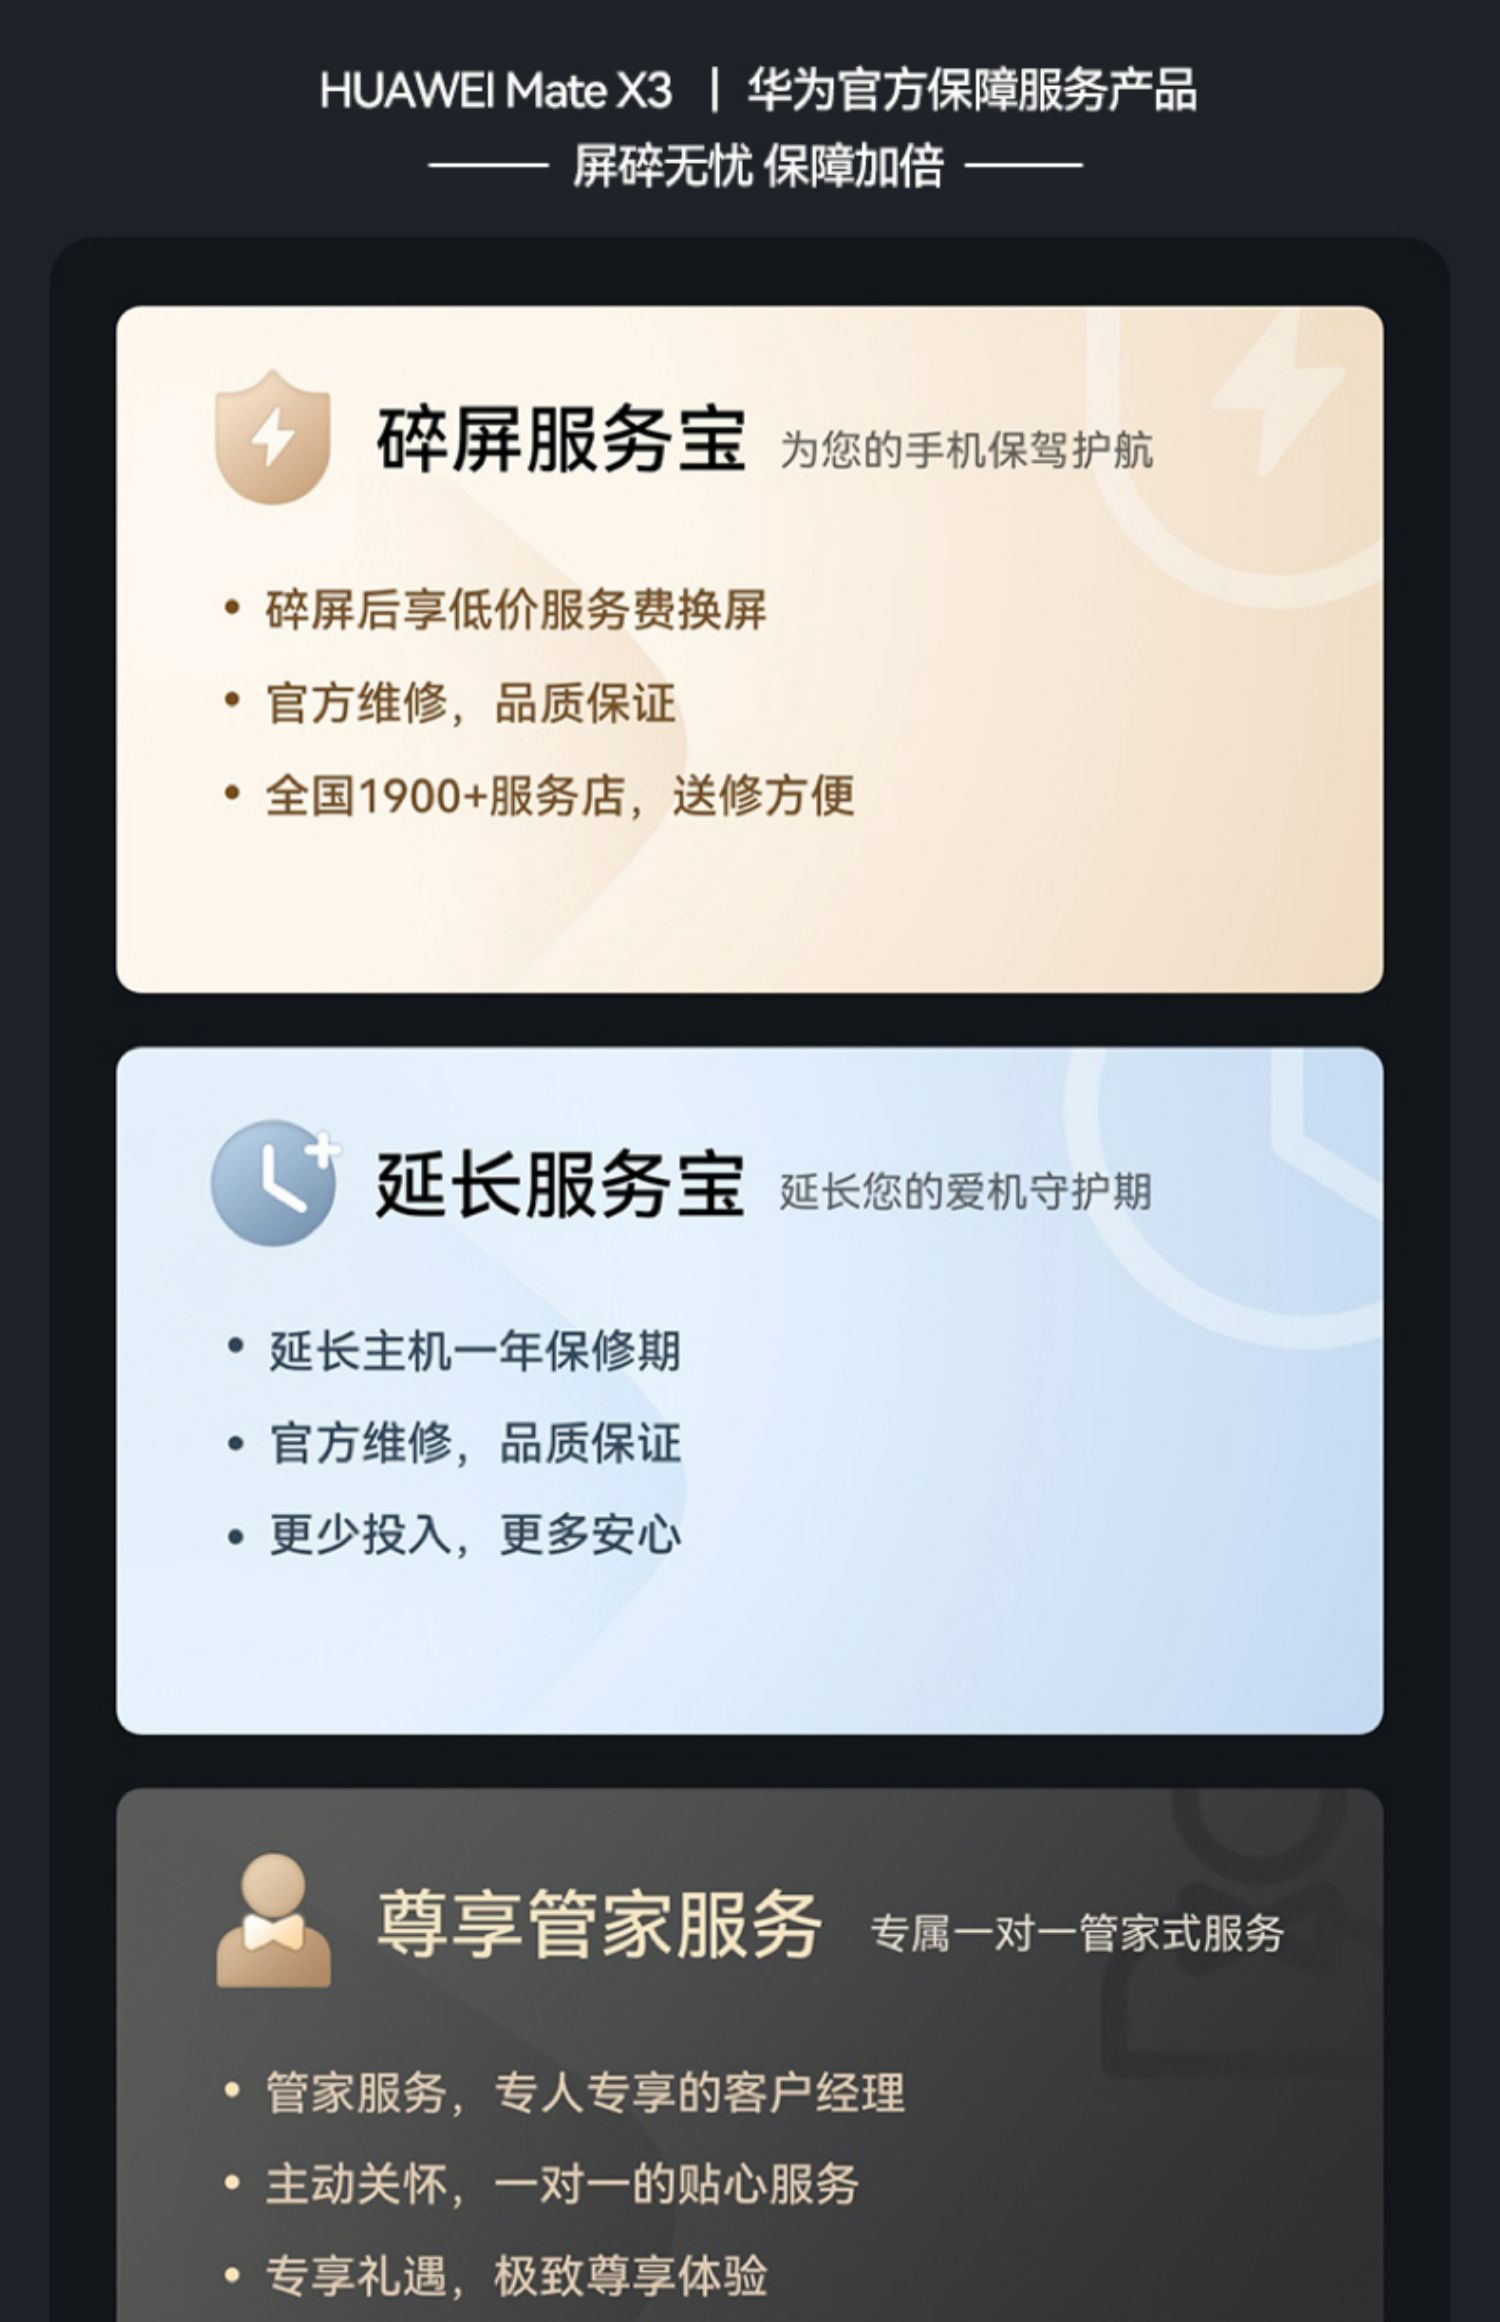 HUAWEI Mate X3 | 华为官方保障服务产品
屏碎无忧 保障加倍
碎屏服务宝 为您的手机保驾护航
• 碎屏后享低价服务费换屏
• 官方维修，品质保证
• 全国1900+服务店，送修方便
延长服务宝 延长您的爱机守护期
• 延长主机一年保修期
• 官方维修，品质保证
• 更少投入，更多安心
尊享管家服务 专属一对一管家式服务
• 管家服务，专人专享的客户经理
• 主动关怀，一对一的贴心服务
• 专享礼遇，极致尊享体验